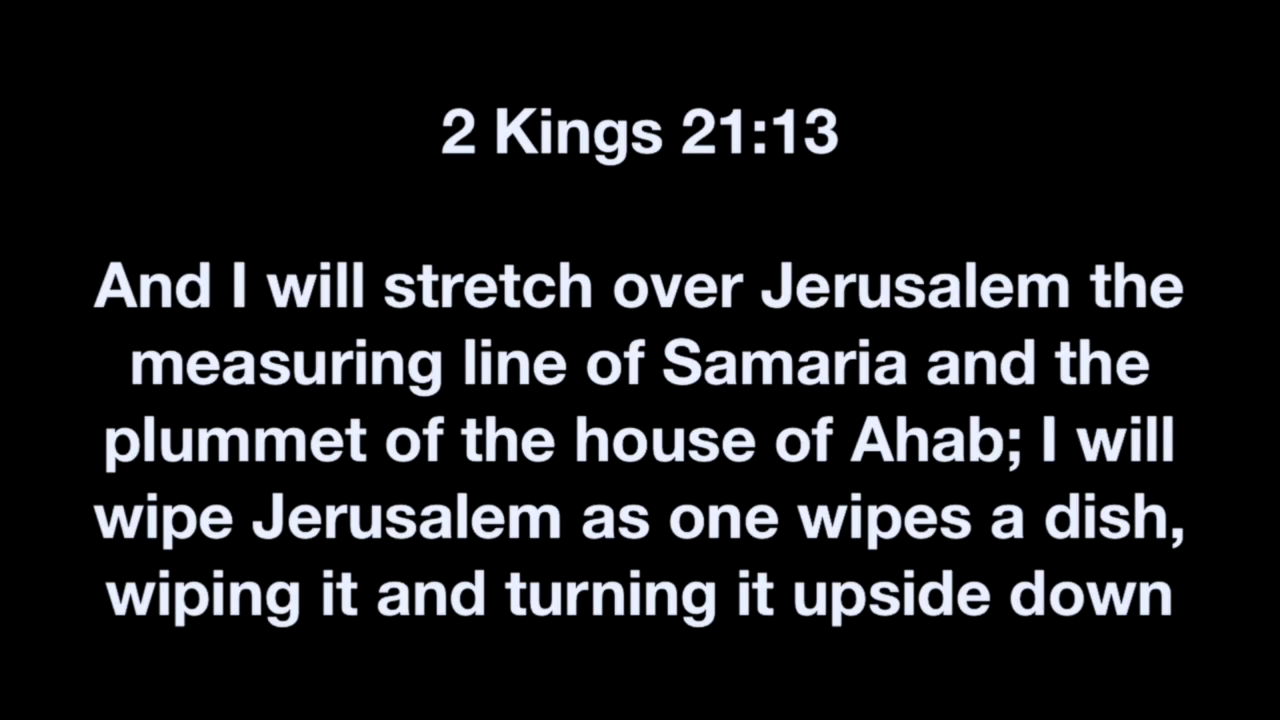 2 Kings 21:13
And I will stretch over Jerusalem the
measuring line of Samaria and the
plummet of the house of Ahab; I will
wipe Jerusalem as one wipes a dish,
wiping it and turning it upside down